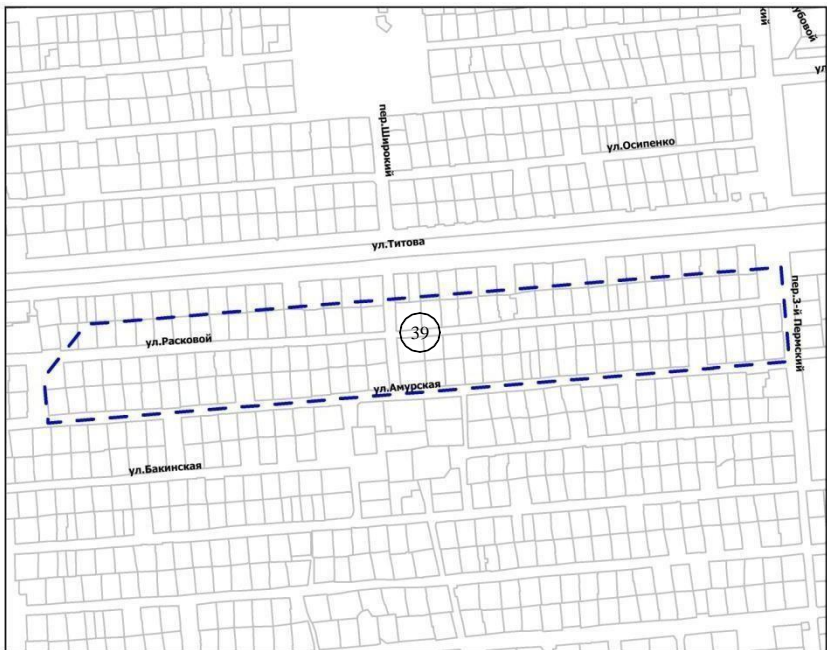 пер.Широкий
ул.Осипенко
ул.Титова
пер.3-й Пермский
39
ул.Расковой
ул.Амурская
ул.Бакинская